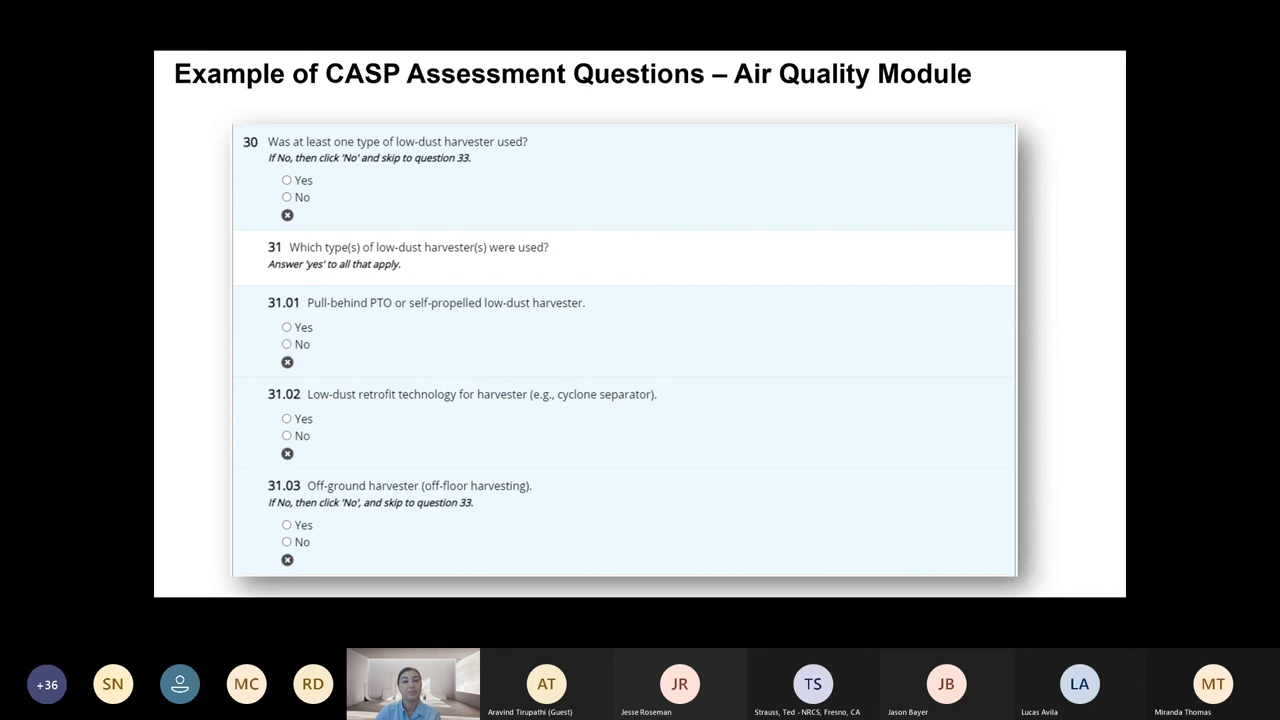 Example of CASP Assessment Questions – Air Quality Module
30 Was at least one type of low-dust harvester used?
If No, then click 'No' and skip to question 33.
Yes
No
31 Which type(s) of low-dust harvester(s) were used?
Answer 'yes' to all that apply.
31.01 Pull-behind PTO or self-propelled low-dust harvester.
Yes
No
31.02 Low-dust retrofit technology for harvester (e.g., cyclone separator).
Yes
No
31.03 Off-ground harvester (off-floor harvesting).
If No, then click 'No', and skip to question 33.
Yes
No
+36
SN
MC
RD
AT
JR
TS
JB
LA
MT
Aravind Tirupathi (Guest)
Jesse Roseman
Strauss, Ted - NRCS, Fresno, CA
Jason Bayer
Lucas Avila
Miranda Thomas